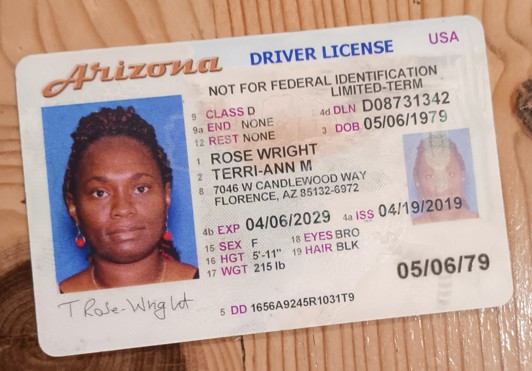 Arizona DRIVER LICENSE USA
NOT FOR FEDERAL IDENTIFICATION
LIMITED-TERM
9 CLASS D 4d DLN D08731342
9a END NONE
12 REST NONE 3 DOB 05/06/1979
1 ROSE WRIGHT
2 TERRI-ANN M
8 7046 W CANDLEWOOD WAY
FLORENCE, AZ 85132-6972
4b EXP 04/06/2029 4a ISS 04/19/2019
15 SEX F 18 EYES BRO
16 HGT 5'-11" 19 HAIR BLK
17 WGT 215 lb
05/06/79
T Rose-Wright
5 DD 1656A9245R1031T9